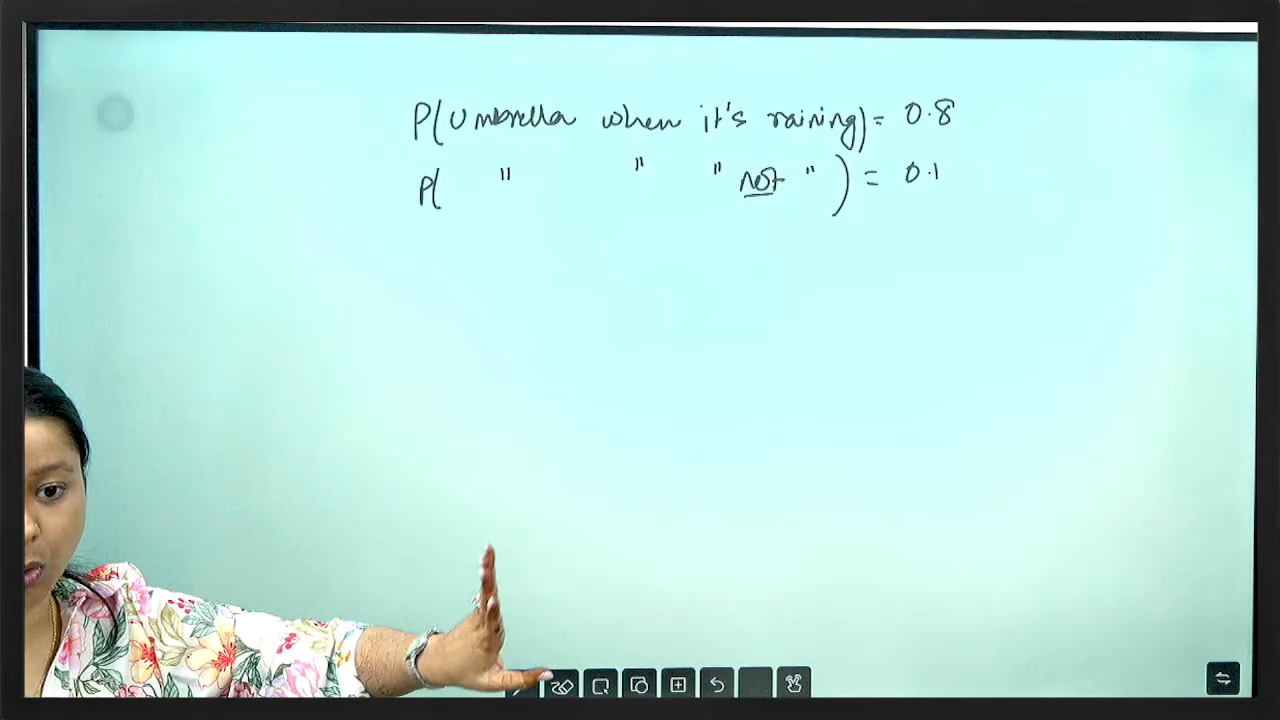 P(Umbrella when it's raining) = 0.8
P( " " " not " ) = 0.1